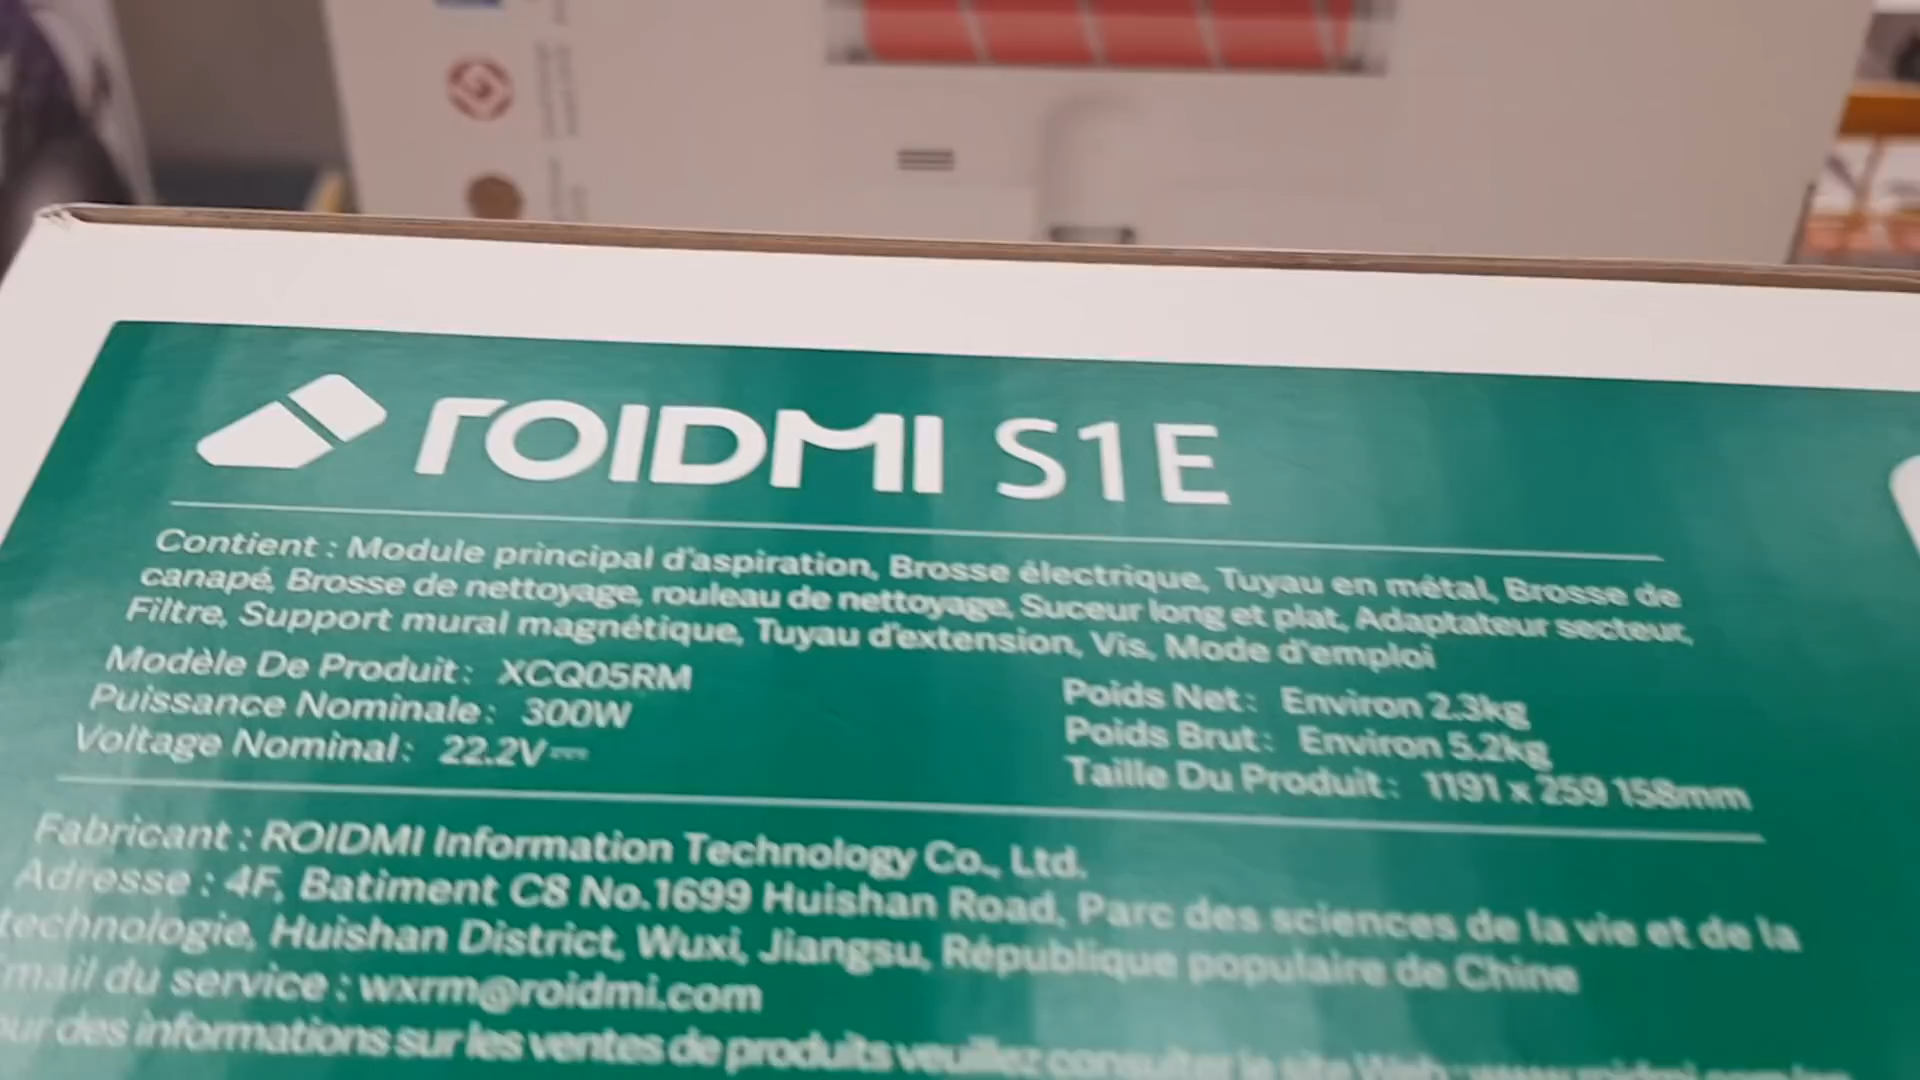 ROIDMI S1E
Contient : Module principal d'aspiration, Brosse électrique, Tuyau en métal, Brosse de
canapé, Brosse de nettoyage, rouleau de nettoyage, Suceur long et plat, Adaptateur secteur,
Filtre, Support mural magnétique, Tuyau d'extension, Vis, Mode d'emploi
Modèle De Produit : XCQ05RM
Puissance Nominale : 300W
Voltage Nominal : 22.2V⎓
Poids Net : Environ 2.3kg
Poids Brut : Environ 5.2kg
Taille Du Produit : 1191 x 259 158mm
Fabricant : ROIDMI Information Technology Co., Ltd.
Adresse : 4F, Batiment C8 No.1699 Huishan Road, Parc des sciences de la vie et de la
technologie, Huishan District, Wuxi, Jiangsu, République populaire de Chine
Email du service : wxrm@roidmi.com
our des informations sur les ventes de produits veuillez consulter le site Web :